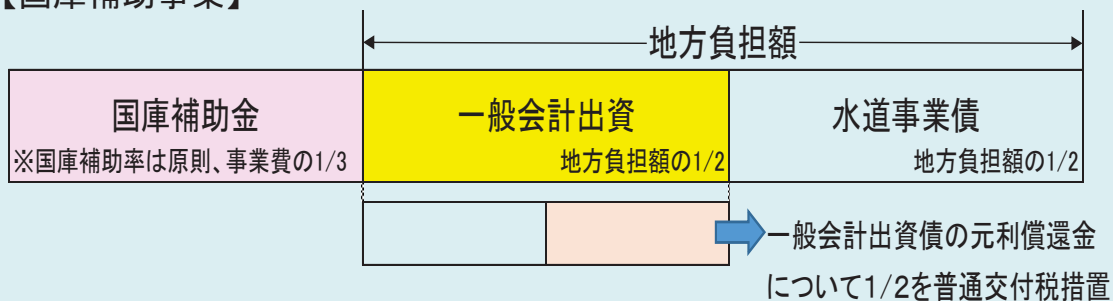 【国庫補助事業】
地方負担額
国庫補助金
※国庫補助率は原則、事業費の1/3
一般会計出資
地方負担額の1/2
水道事業債
地方負担額の1/2
一般会計出資債の元利償還金
について1/2を普通交付税措置